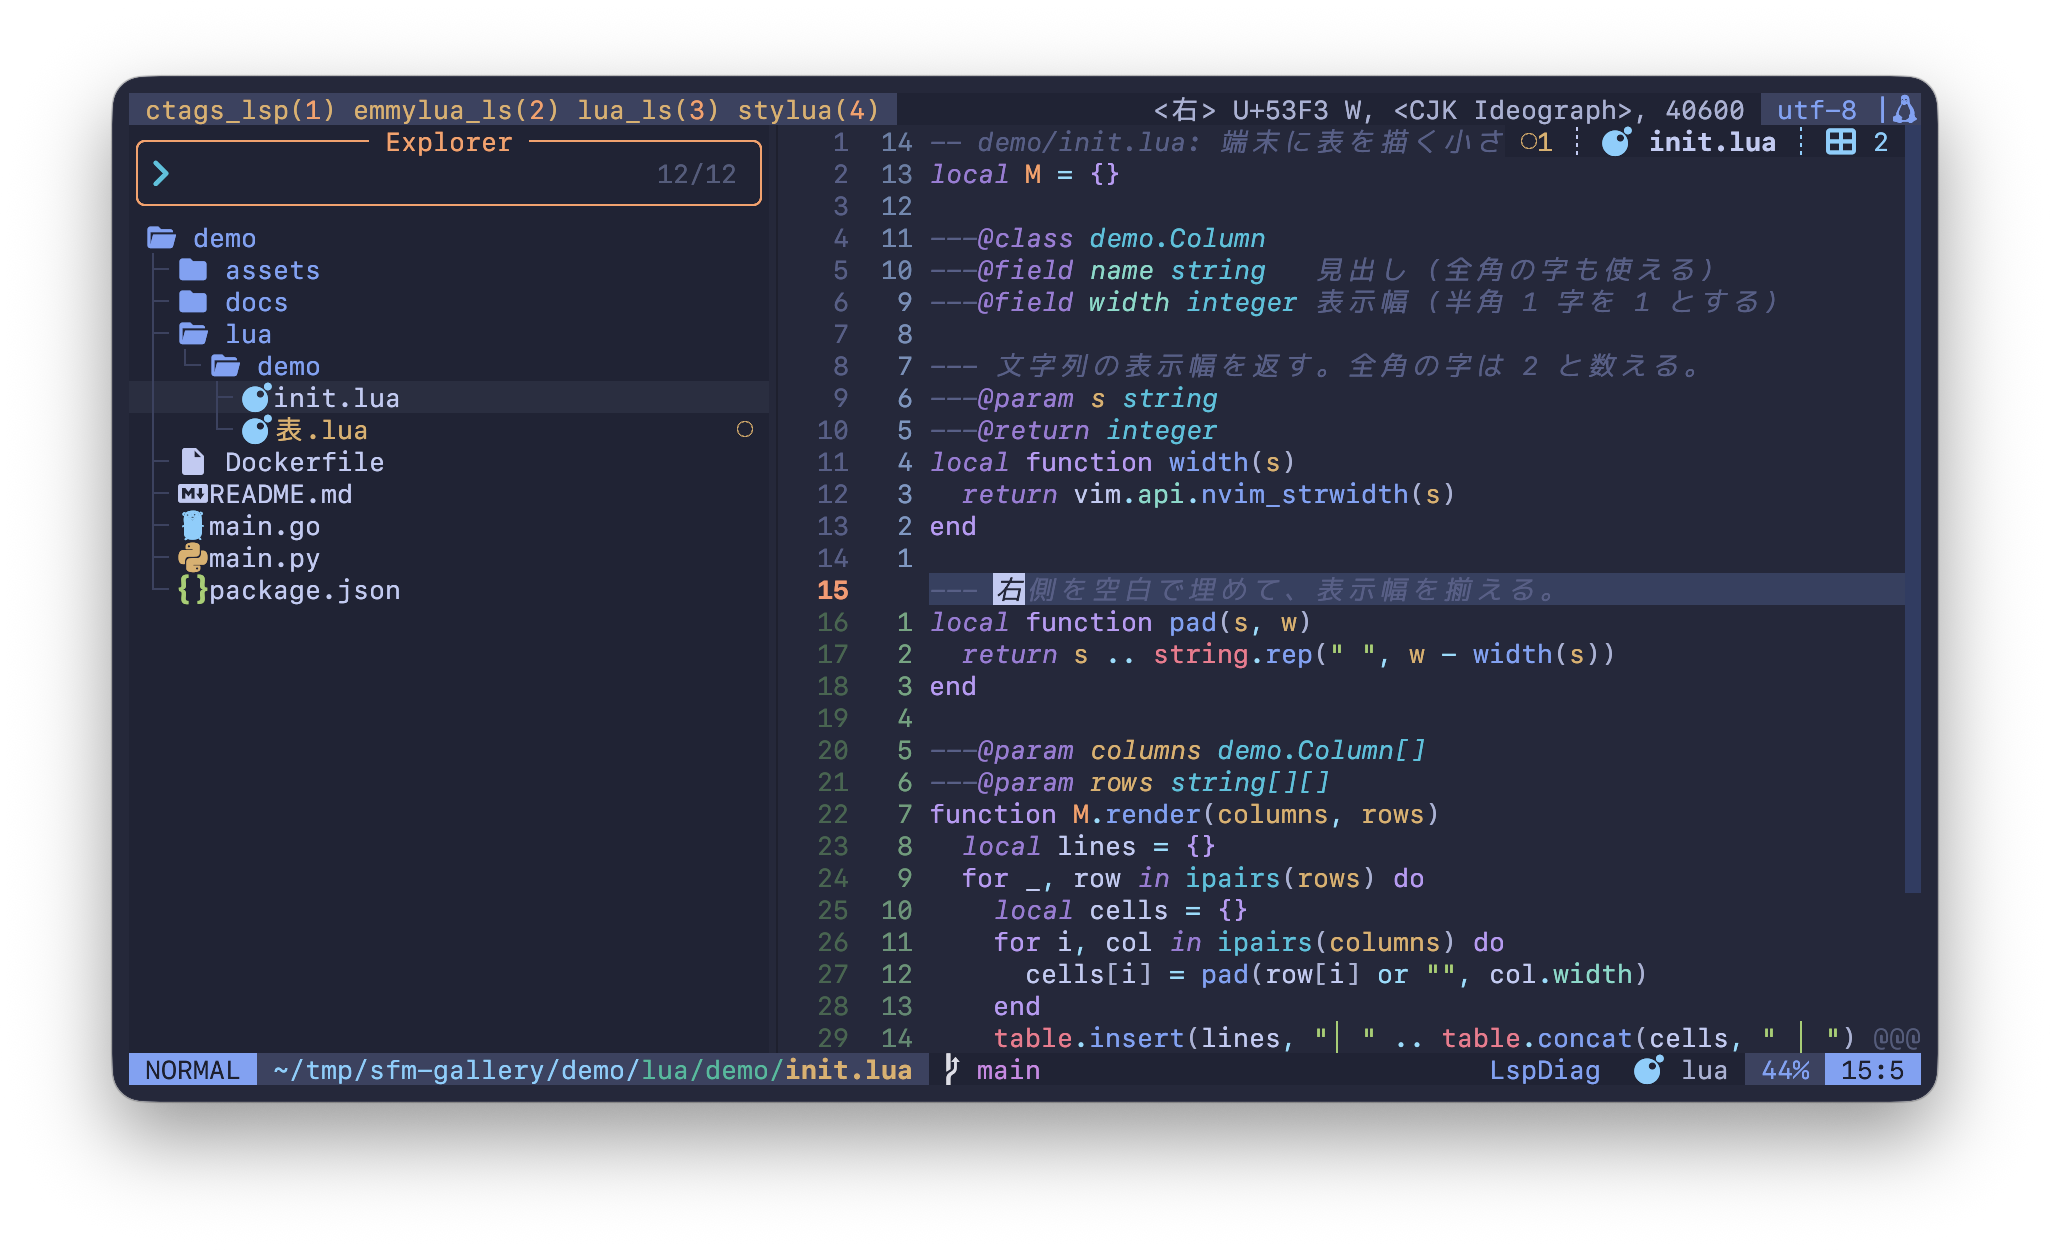 ctags_lsp(1) emmylua_ls(2) lua_ls(3) stylua(4) <右> U+53F3 W, <CJK Ideograph>, 40600 utf-8
Explorer
12/12
demo
assets
docs
lua
demo
init.lua
表.lua
Dockerfile
README.md
main.go
main.py
package.json
1 14 -- demo/init.lua: 端末に表を描く小さ 1 init.lua 2
2 13 local M = {}
3 12
4 11 ---@class demo.Column
5 10 ---@field name string 見出し (全角の字も使える)
6 9 ---@field width integer 表示幅 (半角 1 字を 1 とする)
7 8
8 7 --- 文字列の表示幅を返す。全角の字は 2 と数える。
9 6 ---@param s string
10 5 ---@return integer
11 4 local function width(s)
12 3 return vim.api.nvim_strwidth(s)
13 2 end
14 1
15 --- 右側を空白で埋めて、表示幅を揃える。
16 1 local function pad(s, w)
17 2 return s .. string.rep(" ", w - width(s))
18 3 end
19 4
20 5 ---@param columns demo.Column[]
21 6 ---@param rows string[][]
22 7 function M.render(columns, rows)
23 8 local lines = {}
24 9 for _, row in ipairs(rows) do
25 10 local cells = {}
26 11 for i, col in ipairs(columns) do
27 12 cells[i] = pad(row[i] or "", col.width)
28 13 end
29 14 table.insert(lines, "│ " .. table.concat(cells, " │ ") @@@
NORMAL ~/tmp/sfm-gallery/demo/lua/demo/init.lua main LspDiag lua 44% 15:5